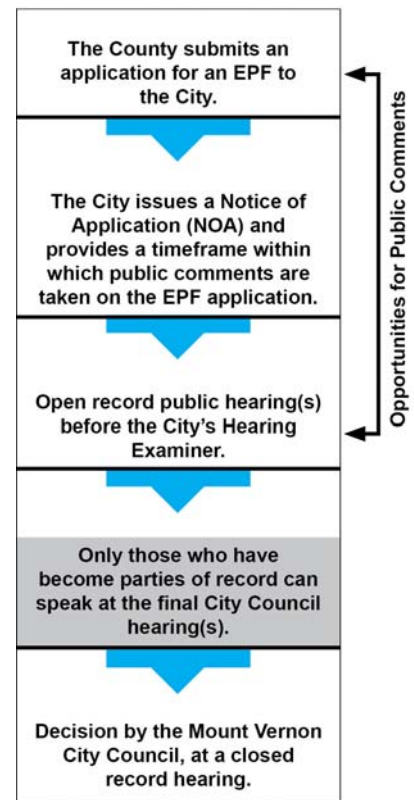 The County submits an
application for an EPF to
the City.
The City issues a Notice of
Application (NOA) and
provides a timeframe within
which public comments are
taken on the EPF application.
Open record public hearing(s)
before the City's Hearing
Examiner.
Only those who have
become parties of record can
speak at the final City Council
hearing(s).
Decision by the Mount Vernon
City Council, at a closed
record hearing.
Opportunities for Public Comments